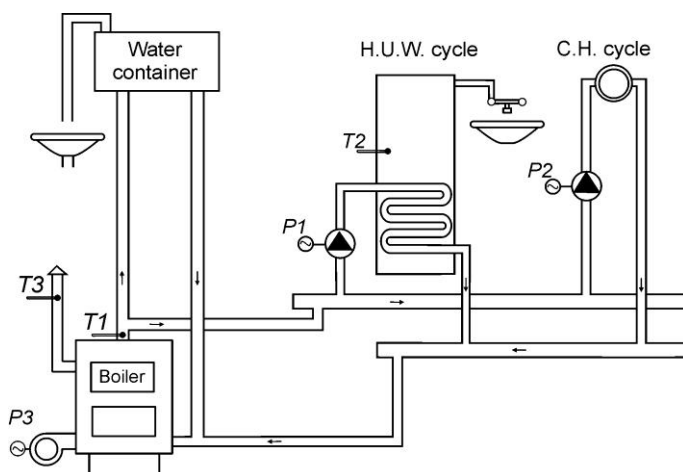 Water
container
H.U.W. cycle
C.H. cycle
T2
P2
P1
T3
T1
Boiler
P3